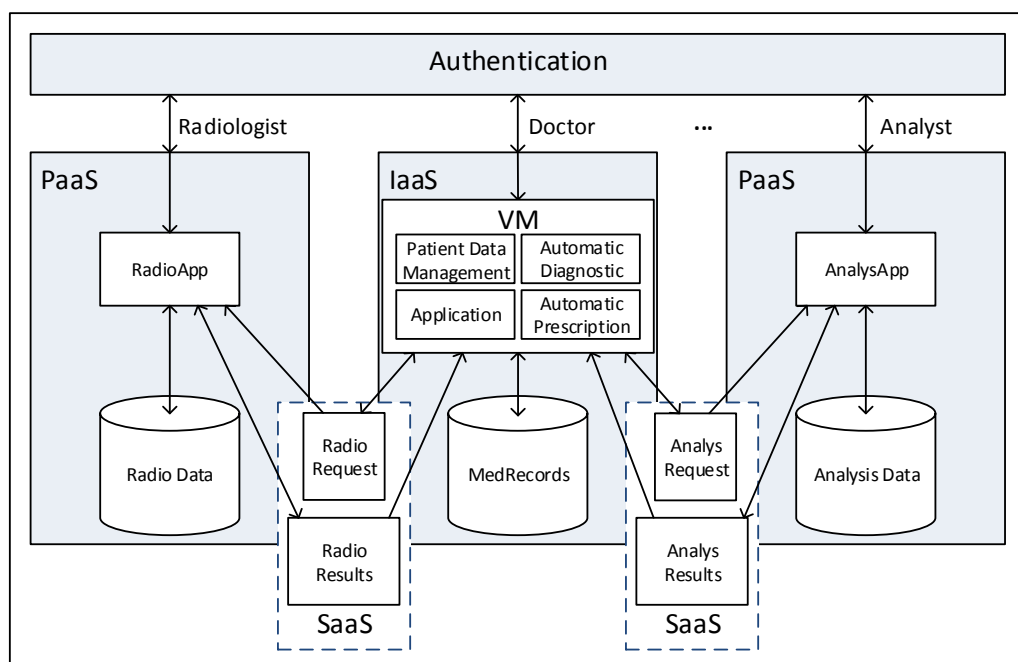 Authentication
Radiologist
Doctor
...
Analyst
PaaS
IaaS
PaaS
VM
Patient Data
Management
Automatic
Diagnostic
Application
Automatic
Prescription
RadioApp
AnalysApp
Radio Data
Radio
Request
MedRecords
Analys
Request
Analysis Data
Radio
Results
Analys
Results
SaaS
SaaS